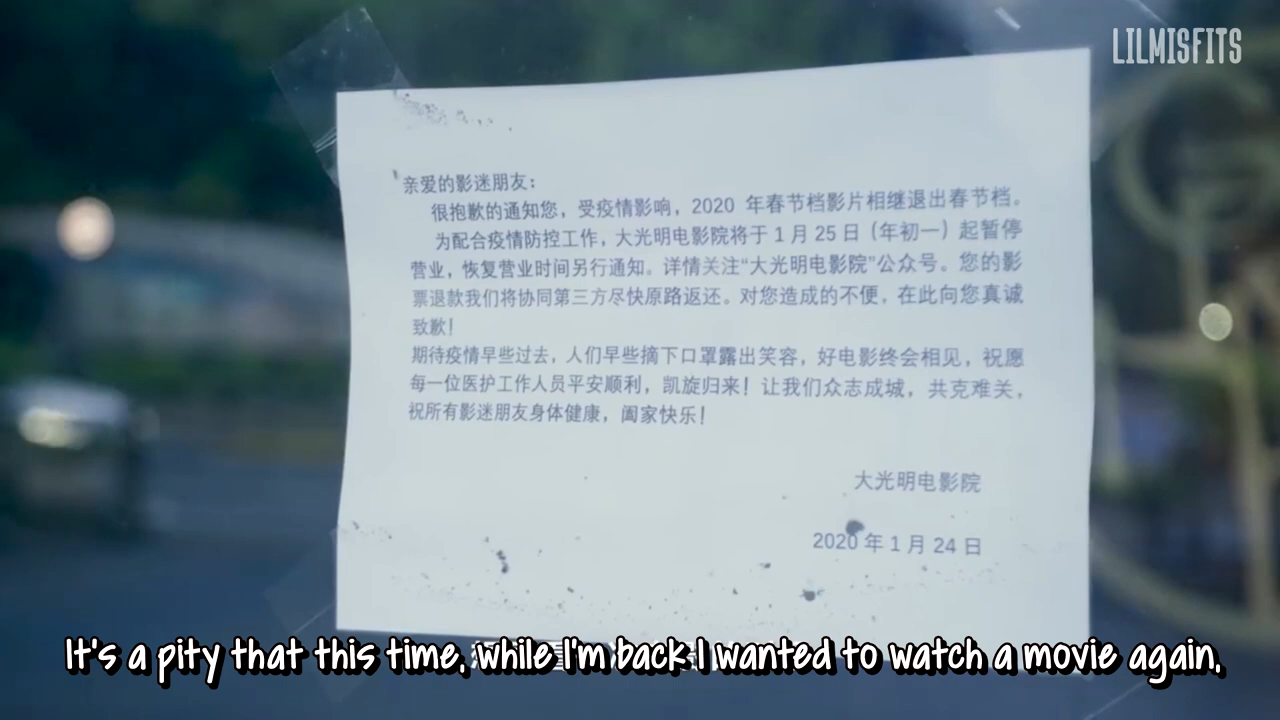 LILMISFITS
亲爱的影迷朋友：
很抱歉的通知您，受疫情影响，2020 年春节档影片相继退出春节档。
为配合疫情防控工作，大光明电影院将于 1 月 25 日（年初一）起暂停
营业，恢复营业时间另行通知。详情关注“大光明电影院”公众号。您的影
票退款我们将协同第三方尽快原路返还。对您造成的不便，在此向您真诚
致歉！
期待疫情早些过去，人们早些摘下口罩露出笑容，好电影终会相见，祝愿
每一位医护工作人员平安顺利，凯旋归来！让我们众志成城，共克难关，
祝所有影迷朋友身体健康，阖家快乐！
大光明电影院
2020 年 1 月 24 日
It's a pity that this time, while I'm back I wanted to watch a movie again,